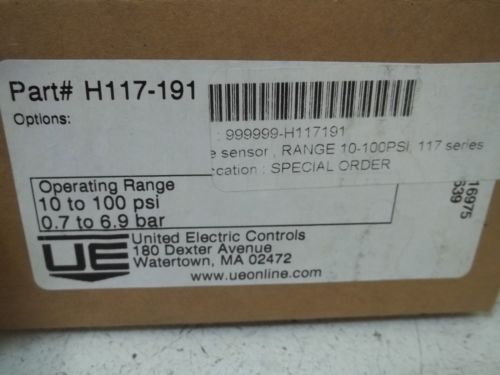 Part# H117-191
Options:
: 999999-H117191
e sensor , RANGE 10-100PSI, 117 series
cation : SPECIAL ORDER
Operating Range
10 to 100 psi
0.7 to 6.9 bar
16975
539
UE
United Electric Controls
180 Dexter Avenue
Watertown, MA 02472
www.ueonline.com